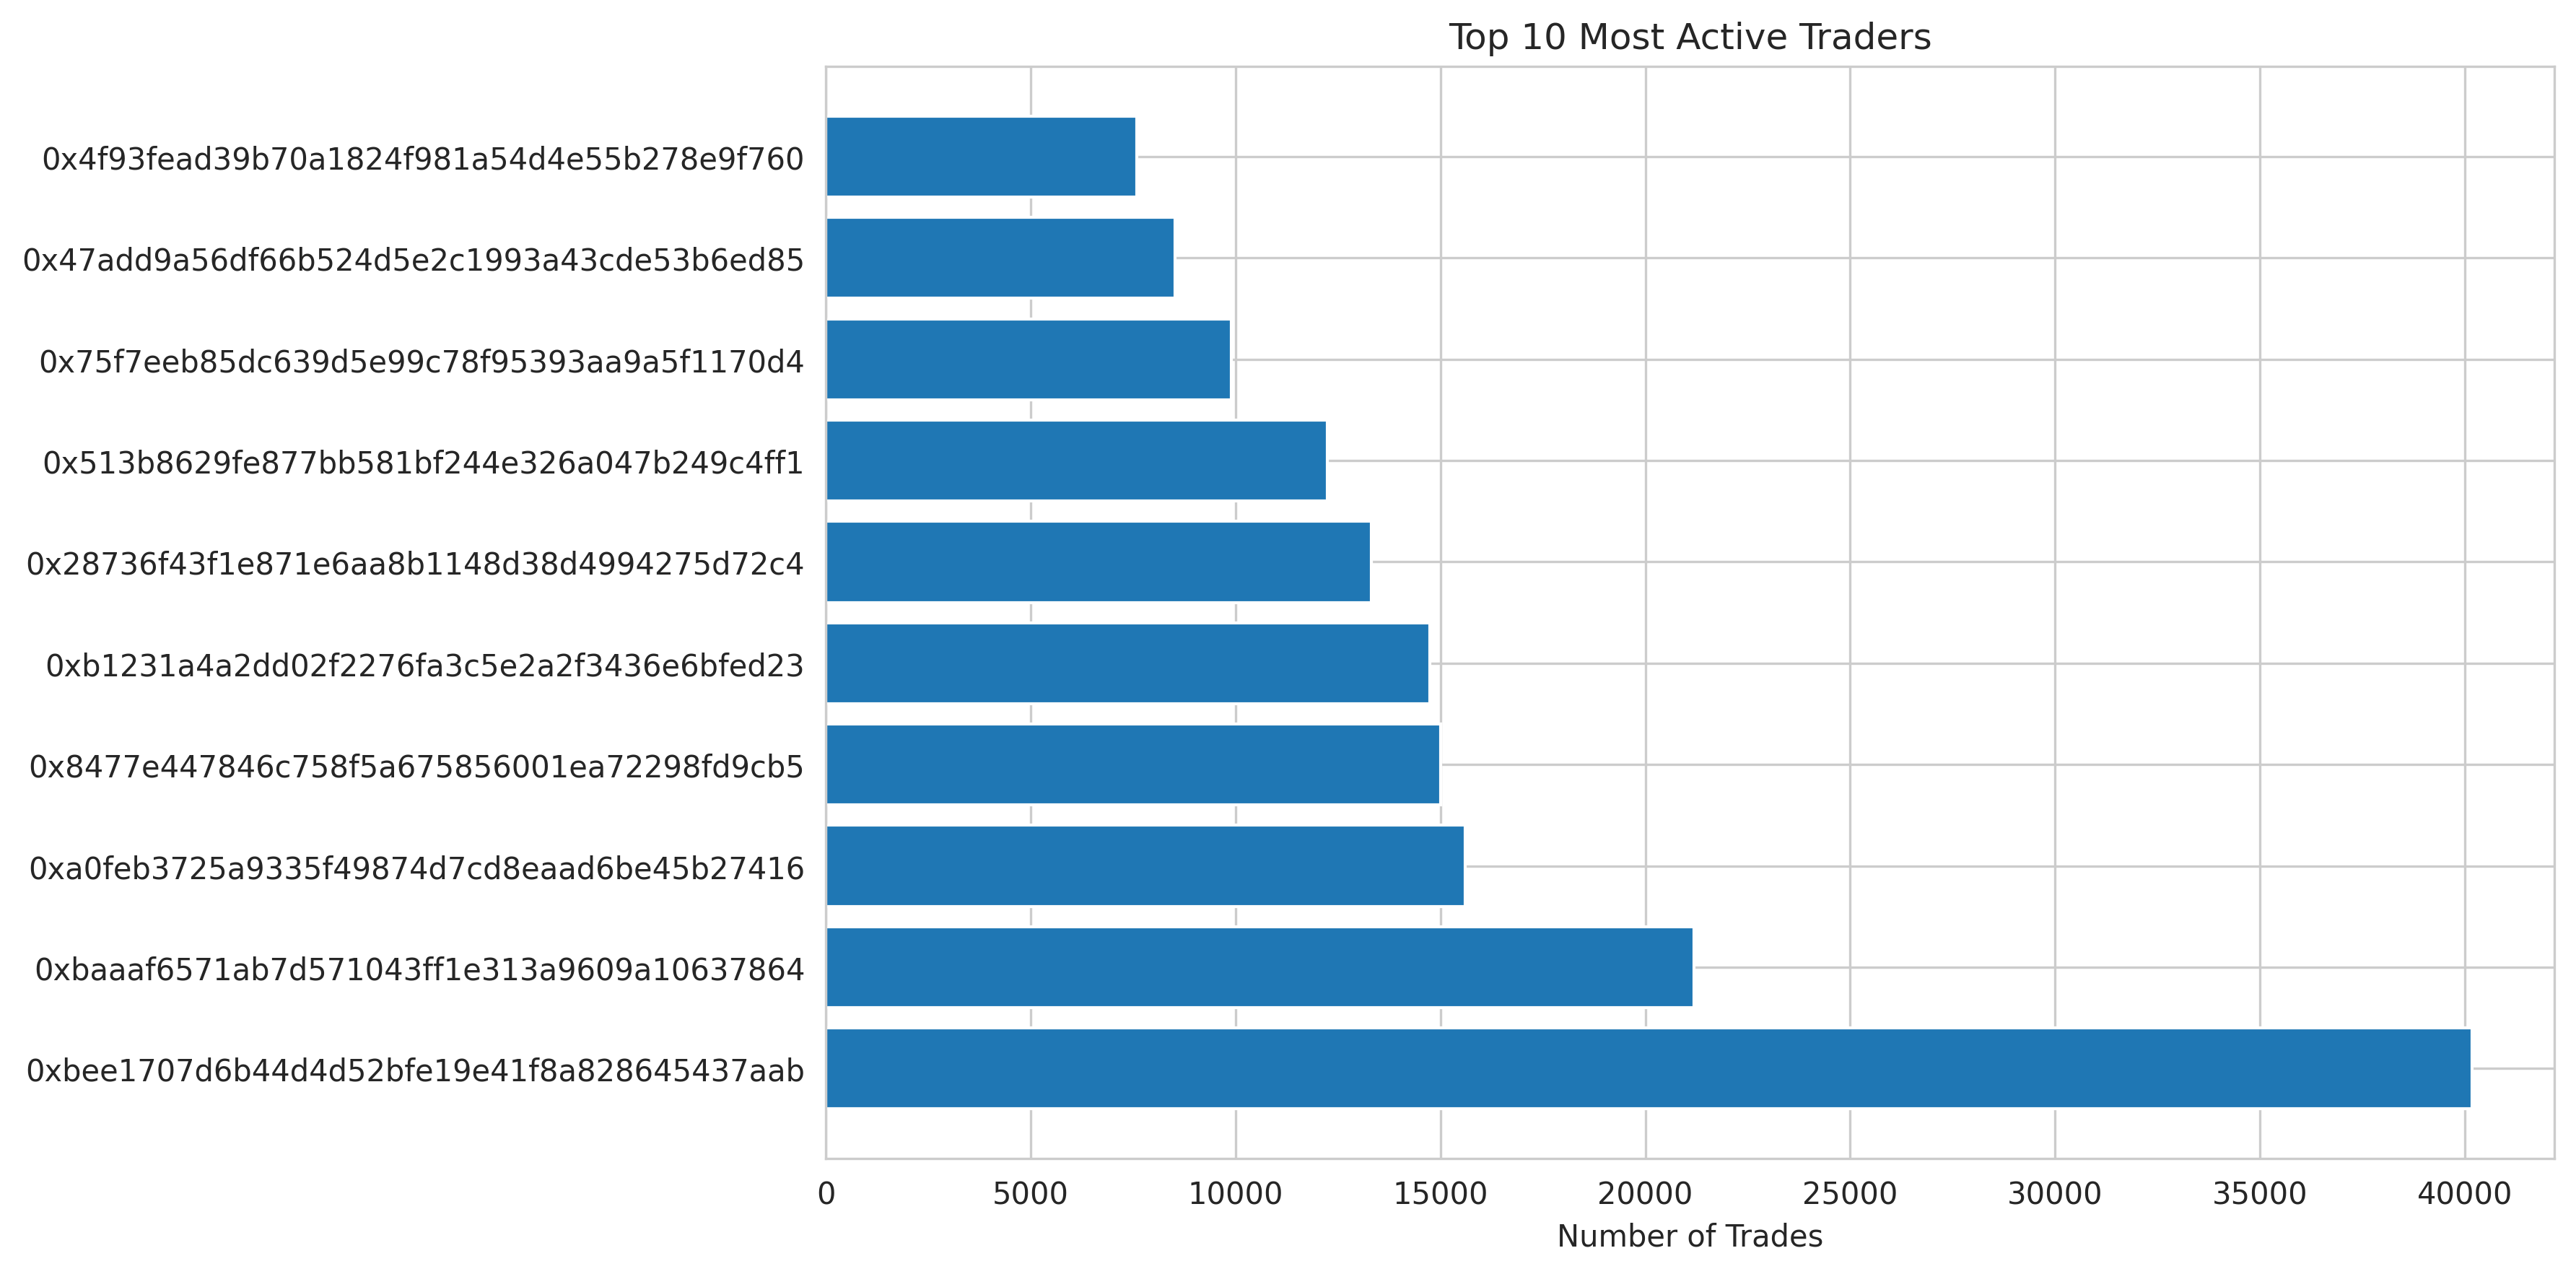 Top 10 Most Active Traders
0x4f93fead39b70a1824f981a54d4e55b278e9f760
0x47add9a56df66b524d5e2c1993a43cde53b6ed85
0x75f7eeb85dc639d5e99c78f95393aa9a5f1170d4
0x513b8629fe877bb581bf244e326a047b249c4ff1
0x28736f43f1e871e6aa8b1148d38d4994275d72c4
0xb1231a4a2dd02f2276fa3c5e2a2f3436e6bfed23
0x8477e447846c758f5a675856001ea72298fd9cb5
0xa0feb3725a9335f49874d7cd8eaad6be45b27416
0xbaaaf6571ab7d571043ff1e313a9609a10637864
0xbee1707d6b44d4d52bfe19e41f8a828645437aab
0 5000 10000 15000 20000 25000 30000 35000 40000
Number of Trades